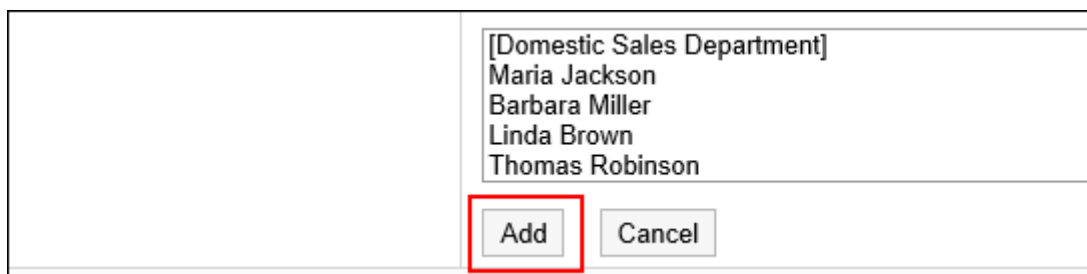 [Domestic Sales Department]
Maria Jackson
Barbara Miller
Linda Brown
Thomas Robinson
Add Cancel